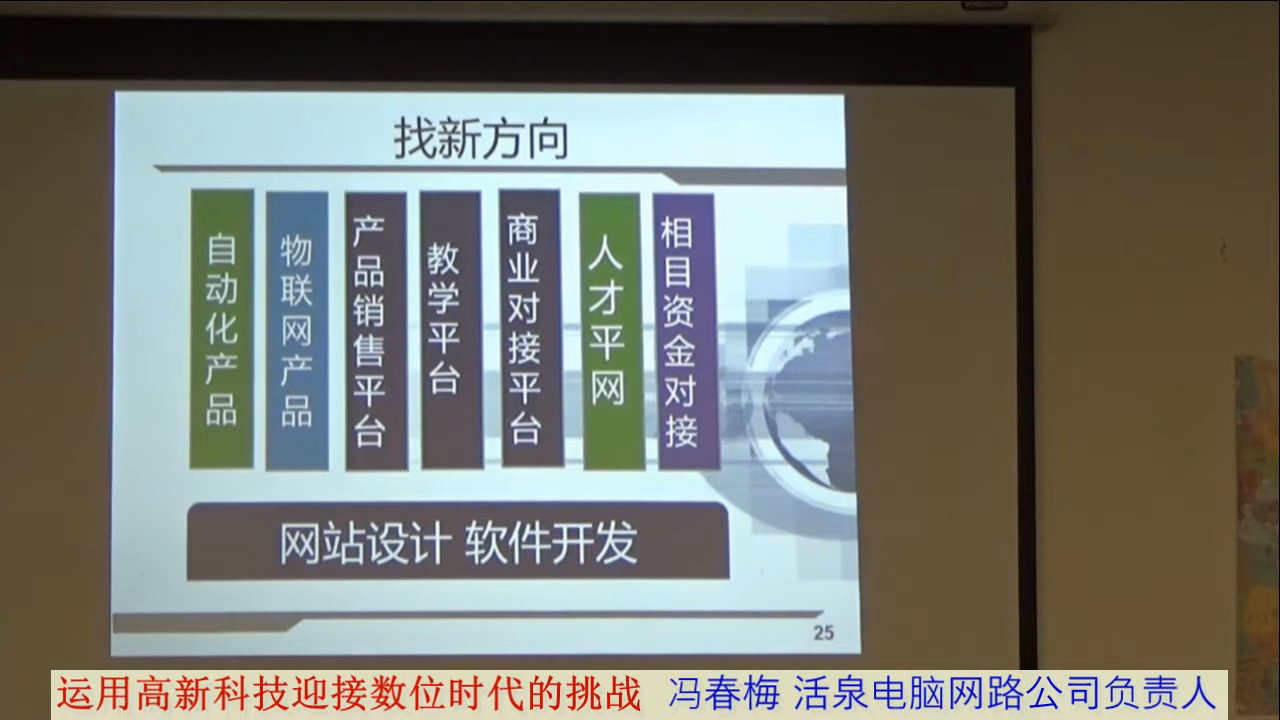 找新方向
自动化产品
物联网产品
产品销售平台
教学平台
商业对接平台
人才平网
相目资金对接
网站设计 软件开发
25
运用高新科技迎接数位时代的挑战 冯春梅 活泉电脑网路公司负责人